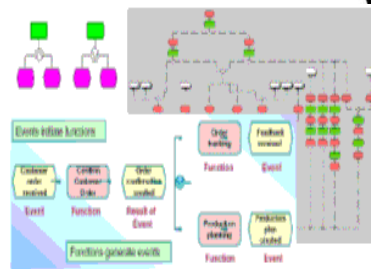 Events initiate functions
Customer
order
received
Event
Confirm
Customer
Order
Function
Order
confirmation
created
Result of
Event
Order
tracking
Function
Feedback
received
Event
Production
planning
Function
Production
plan
created
Event
Functions generate events